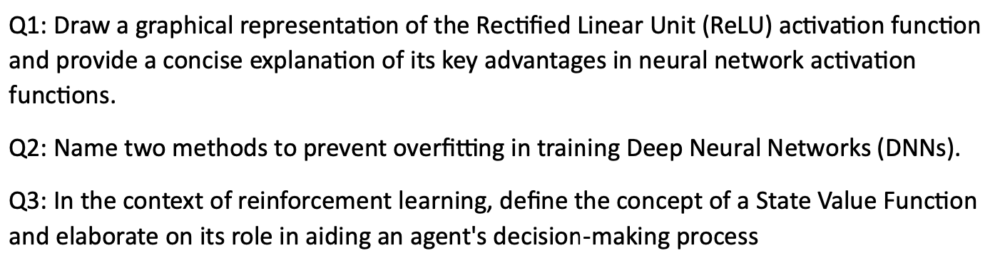 Q1: Draw a graphical representation of the Rectified Linear Unit (ReLU) activation function
and provide a concise explanation of its key advantages in neural network activation
functions.
Q2: Name two methods to prevent overfitting in training Deep Neural Networks (DNNs).
Q3: In the context of reinforcement learning, define the concept of a State Value Function
and elaborate on its role in aiding an agent's decision-making process